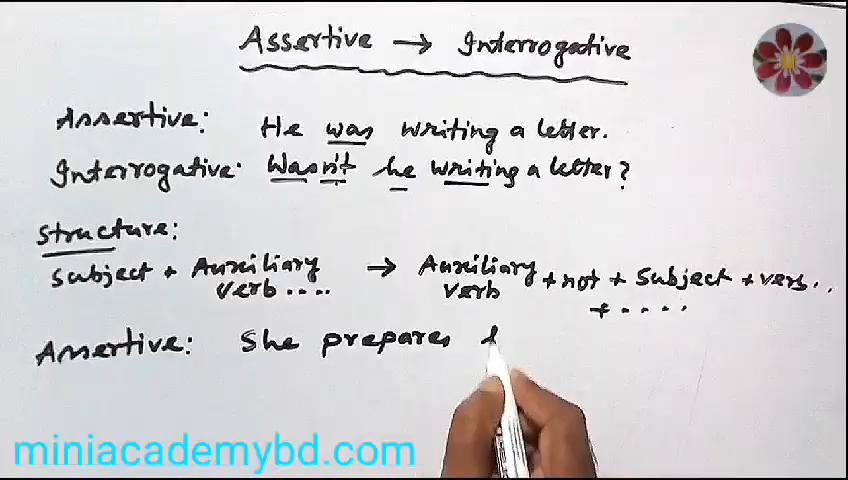 Assertive → Interrogative
Assertive: He was writing a letter.
Interrogative: Wasn't he writing a letter?
Structure:
Subject + Auxiliary verb .... → Auxiliary verb + not + Subject + verb..
+ .....
Assertive: She prepares
miniacademybd.com